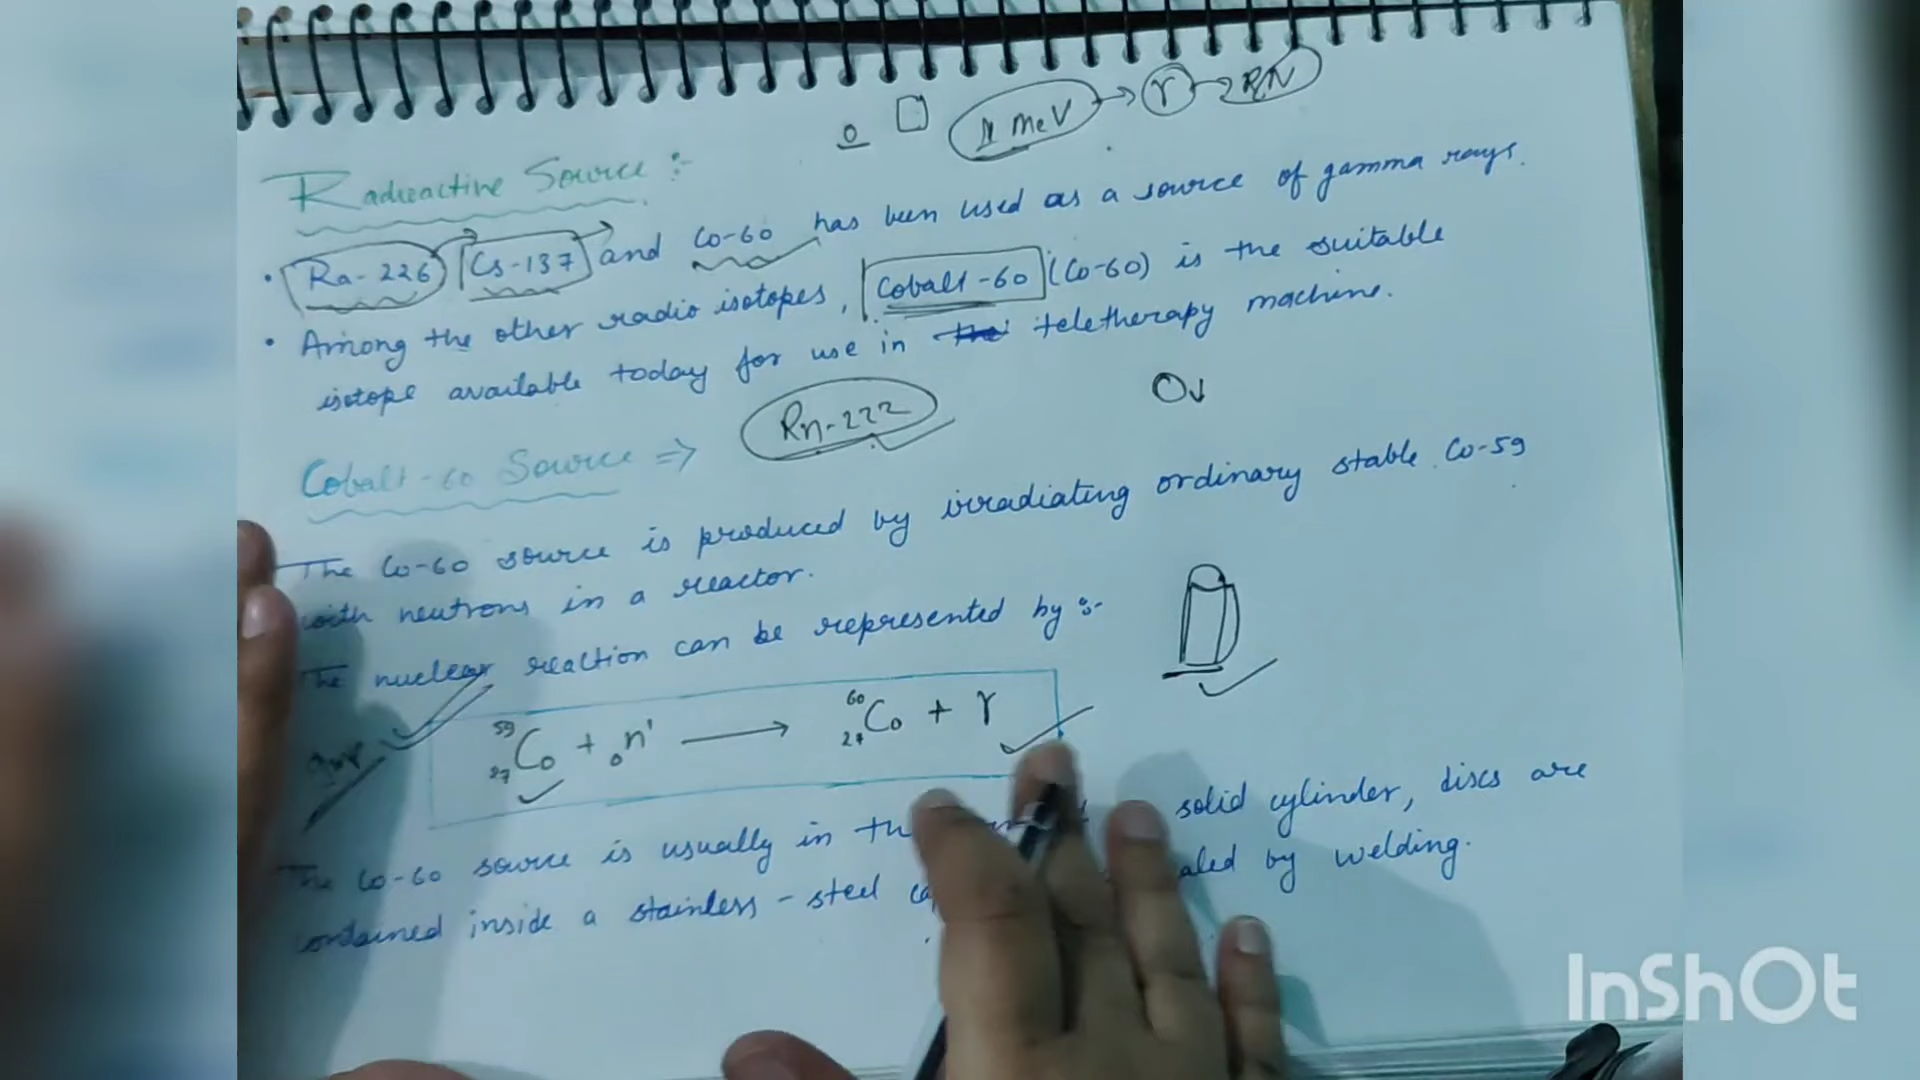 1 MeV → γ → RN
Radioactive Source :-
• Ra-226 Cs-137 and Co-60 has been used as a source of gamma rays.
• Among the other radio isotopes, Cobalt-60 (Co-60) is the suitable
isotope available today for use in the teletherapy machine.
Rn-222
Cobalt-60 Source ⇒
The Co-60 source is produced by irradiating ordinary stable Co-59
with neutrons in a reactor.
The nuclear reaction can be represented by :-
⁵⁹₂₇Co + ₀n¹ → ⁶⁰₂₇Co + γ
The Co-60 source is usually in solid cylinder, discs are
contained inside a stainless-steel by welding.
InShOt